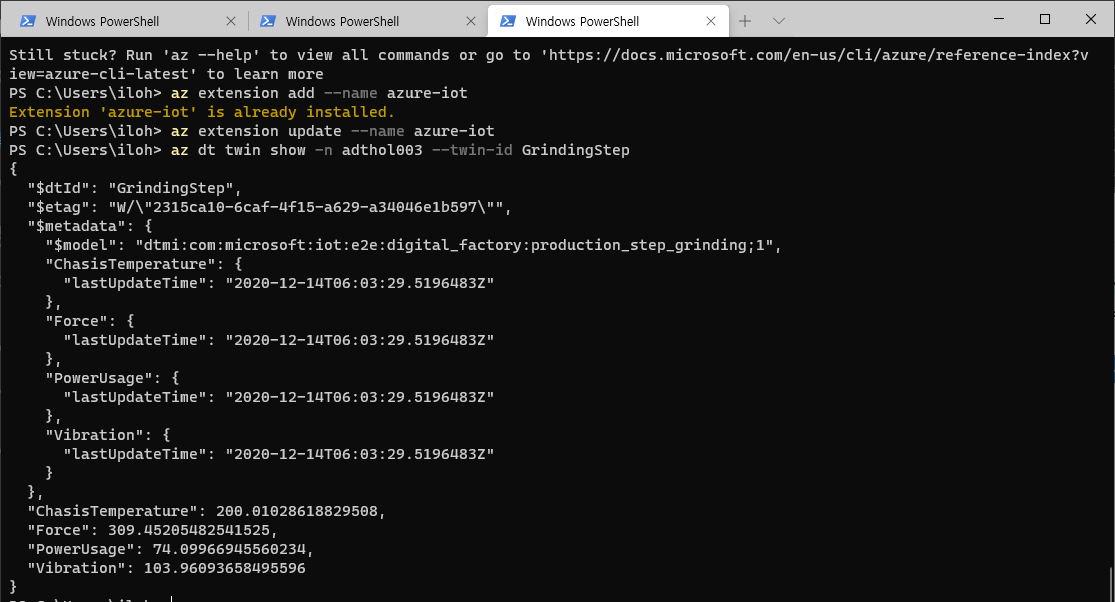 Windows PowerShell
Windows PowerShell
Windows PowerShell
Still stuck? Run 'az --help' to view all commands or go to 'https://docs.microsoft.com/en-us/cli/azure/reference-index?v
iew=azure-cli-latest' to learn more
PS C:\Users\iloh> az extension add --name azure-iot
Extension 'azure-iot' is already installed.
PS C:\Users\iloh> az extension update --name azure-iot
PS C:\Users\iloh> az dt twin show -n adthol003 --twin-id GrindingStep
{
  "$dtId": "GrindingStep",
  "$etag": "W/\"2315ca10-6caf-4f15-a629-a34046e1b597\"",
  "$metadata": {
    "$model": "dtmi:com:microsoft:iot:e2e:digital_factory:production_step_grinding;1",
    "ChasisTemperature": {
      "lastUpdateTime": "2020-12-14T06:03:29.5196483Z"
    },
    "Force": {
      "lastUpdateTime": "2020-12-14T06:03:29.5196483Z"
    },
    "PowerUsage": {
      "lastUpdateTime": "2020-12-14T06:03:29.5196483Z"
    },
    "Vibration": {
      "lastUpdateTime": "2020-12-14T06:03:29.5196483Z"
    }
  },
  "ChasisTemperature": 200.01028618829508,
  "Force": 309.45205482541525,
  "PowerUsage": 74.09966945560234,
  "Vibration": 103.96093658495596
}
PS C:\Users\iloh>